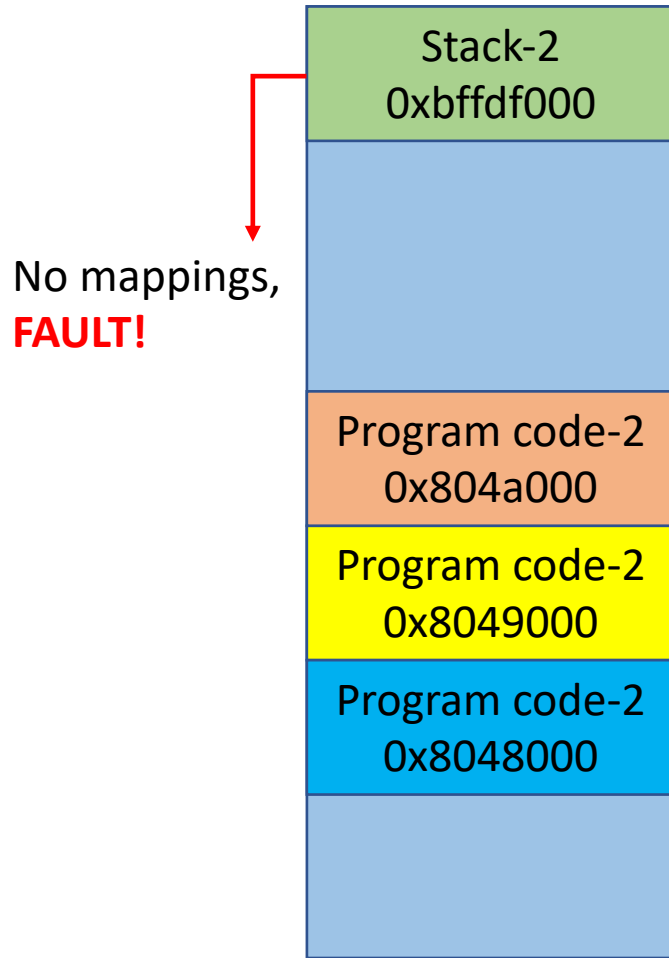 Stack-2
0xbffdf000
No mappings,
FAULT!
Program code-2
0x804a000
Program code-2
0x8049000
Program code-2
0x8048000